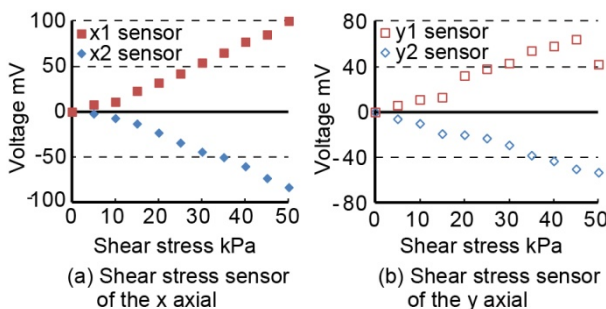 100
50
0
-50
-100
Voltage mV
x1 sensor
x2 sensor
0 10 20 30 40 50
Shear stress kPa
(a) Shear stress sensor
of the x axial
80
40
0
-40
-80
Voltage mV
y1 sensor
y2 sensor
0 10 20 30 40 50
Shear stress kPa
(b) Shear stress sensor
of the y axial